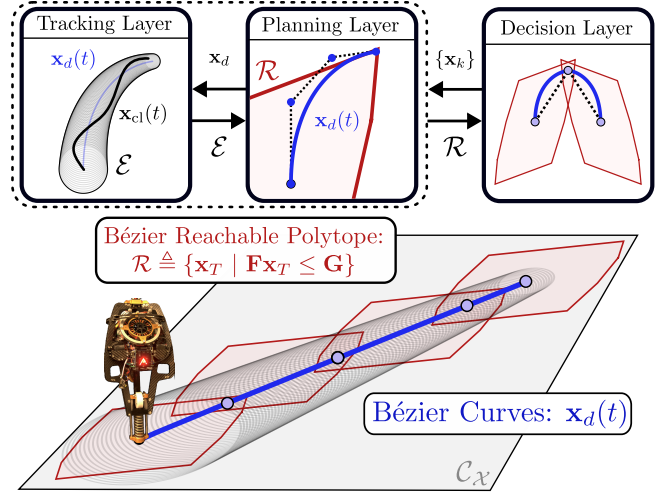 Tracking Layer
Planning Layer
Decision Layer
𝐱_d(t)
𝐱_cl(t)
ℰ
𝐱_d
ℰ
ℛ
𝐱_d(t)
{𝐱_k}
ℛ
Bézier Reachable Polytope:
ℛ ≜ {𝐱_T | 𝐅𝐱_T ≤ 𝐆}
Bézier Curves: 𝐱_d(t)
𝒞_𝒳